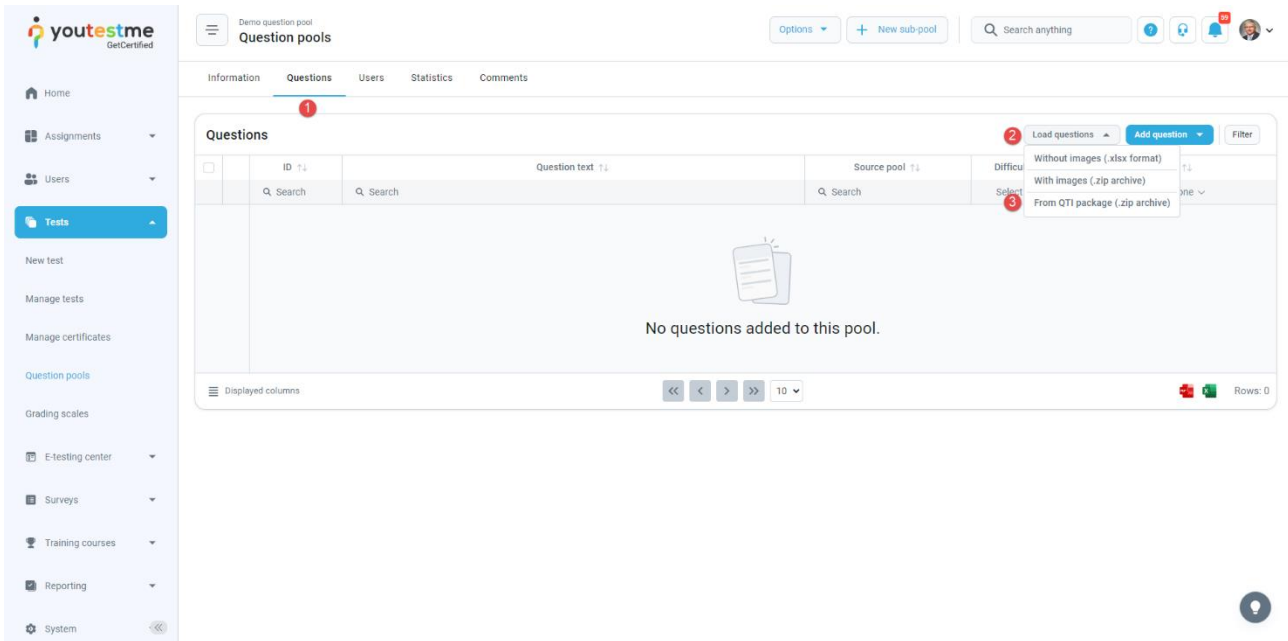 youtestme
GetCertified
Demo question pool
Question pools
Options
New sub-pool
Search anything
99
Home
Assignments
Users
Tests
New test
Manage tests
Manage certificates
Question pools
Grading scales
E-testing center
Surveys
Training courses
Reporting
System
Information Questions Users Statistics Comments
1
Questions
2 Load questions Add question Filter
Without images (.xlsx format)
With images (.zip archive)
3 From QTI package (.zip archive)
ID Question text Source pool
Search Search Search
No questions added to this pool.
Displayed columns
10
Rows: 0